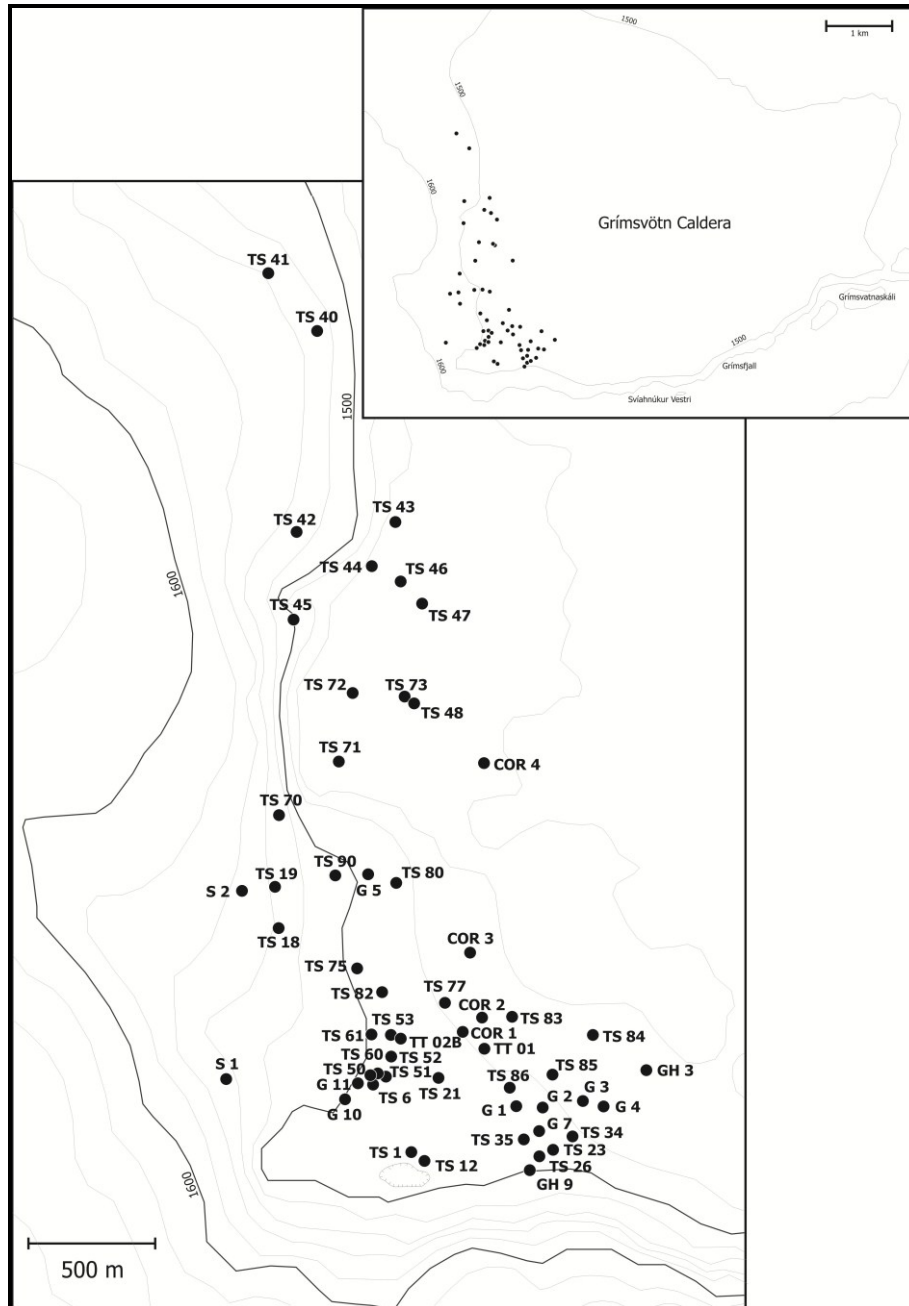 1500
1 km
1500
1600
Grímsvötn Caldera
Grímsvatnaskáli
1500
Grímsfjall
1600
Svíahnúkur Vestri
TS 41
TS 40
1500
TS 43
TS 42
TS 44
TS 46
1600
TS 45
TS 47
TS 72
TS 73
TS 48
TS 71
COR 4
TS 70
TS 90
TS 19
G 5
TS 80
S 2
TS 18
COR 3
TS 75
TS 82
TS 77
COR 2
TS 53
TS 83
TS 61
COR 1
TS 84
TT 02B
TT 01
TS 60
TS 52
S 1
TS 50
TS 51
TS 85
GH 3
G 11
TS 6
TS 21
TS 86
G 3
G 10
G 1
G 2
G 4
G 7
TS 35
TS 34
TS 1
TS 23
TS 12
TS 26
GH 9
1600
500 m